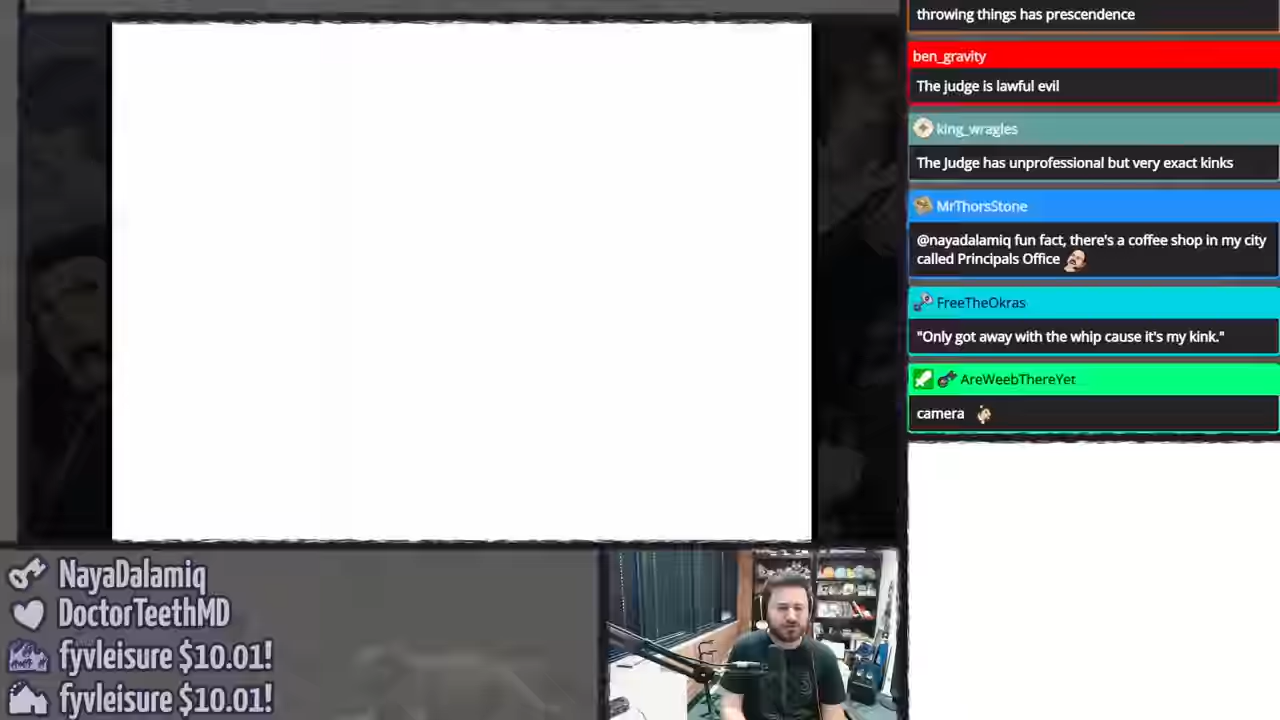 throwing things has prescendence
ben_gravity
The judge is lawful evil
king_wragles
The Judge has unprofessional but very exact kinks
MrThorsStone
@nayadalamiq fun fact, there's a coffee shop in my city
called Principals Office
FreeTheOkras
"Only got away with the whip cause it's my kink."
AreWeebThereYet
camera
NayaDalamiq
DoctorTeethMD
fyvleisure $10.01!
fyvleisure $10.01!